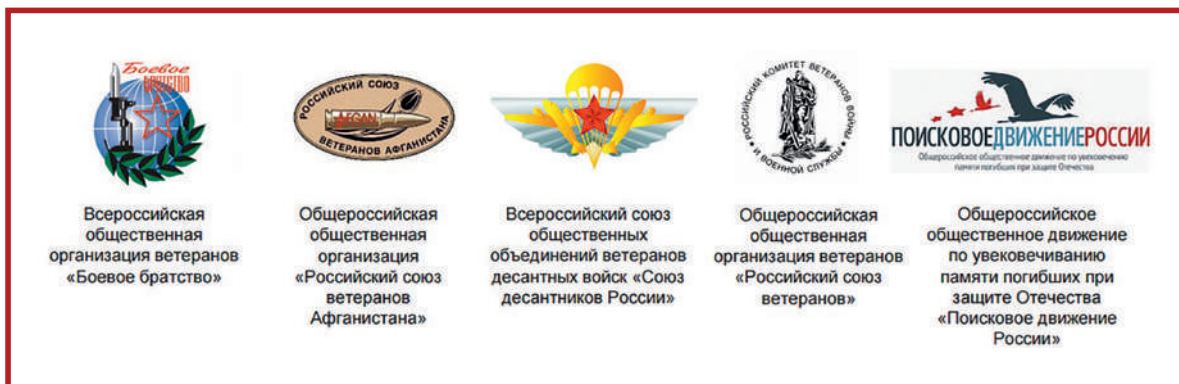 Боевое
БРАТСТВО
РОССИЙСКИЙ СОЮЗ
AFGAN
ВЕТЕРАНОВ АФГАНИСТАНА
• РОССИЙСКИЙ КОМИТЕТ ВЕТЕРАНОВ ВОЙНЫ •
И ВОЕННОЙ СЛУЖБЫ
ПОИСКОВОЕДВИЖЕНИЕРОССИИ
Общероссийское общественное движение по увековечению
памяти погибших при защите Отечества
Всероссийская
общественная
организация ветеранов
«Боевое братство»
Общероссийская
общественная
организация
«Российский союз
ветеранов
Афганистана»
Всероссийский союз
общественных
объединений ветеранов
десантных войск «Союз
десантников России»
Общероссийская
общественная
организация ветеранов
«Российский союз
ветеранов»
Общероссийское
общественное движение
по увековечиванию
памяти погибших при
защите Отечества
«Поисковое движение
России»